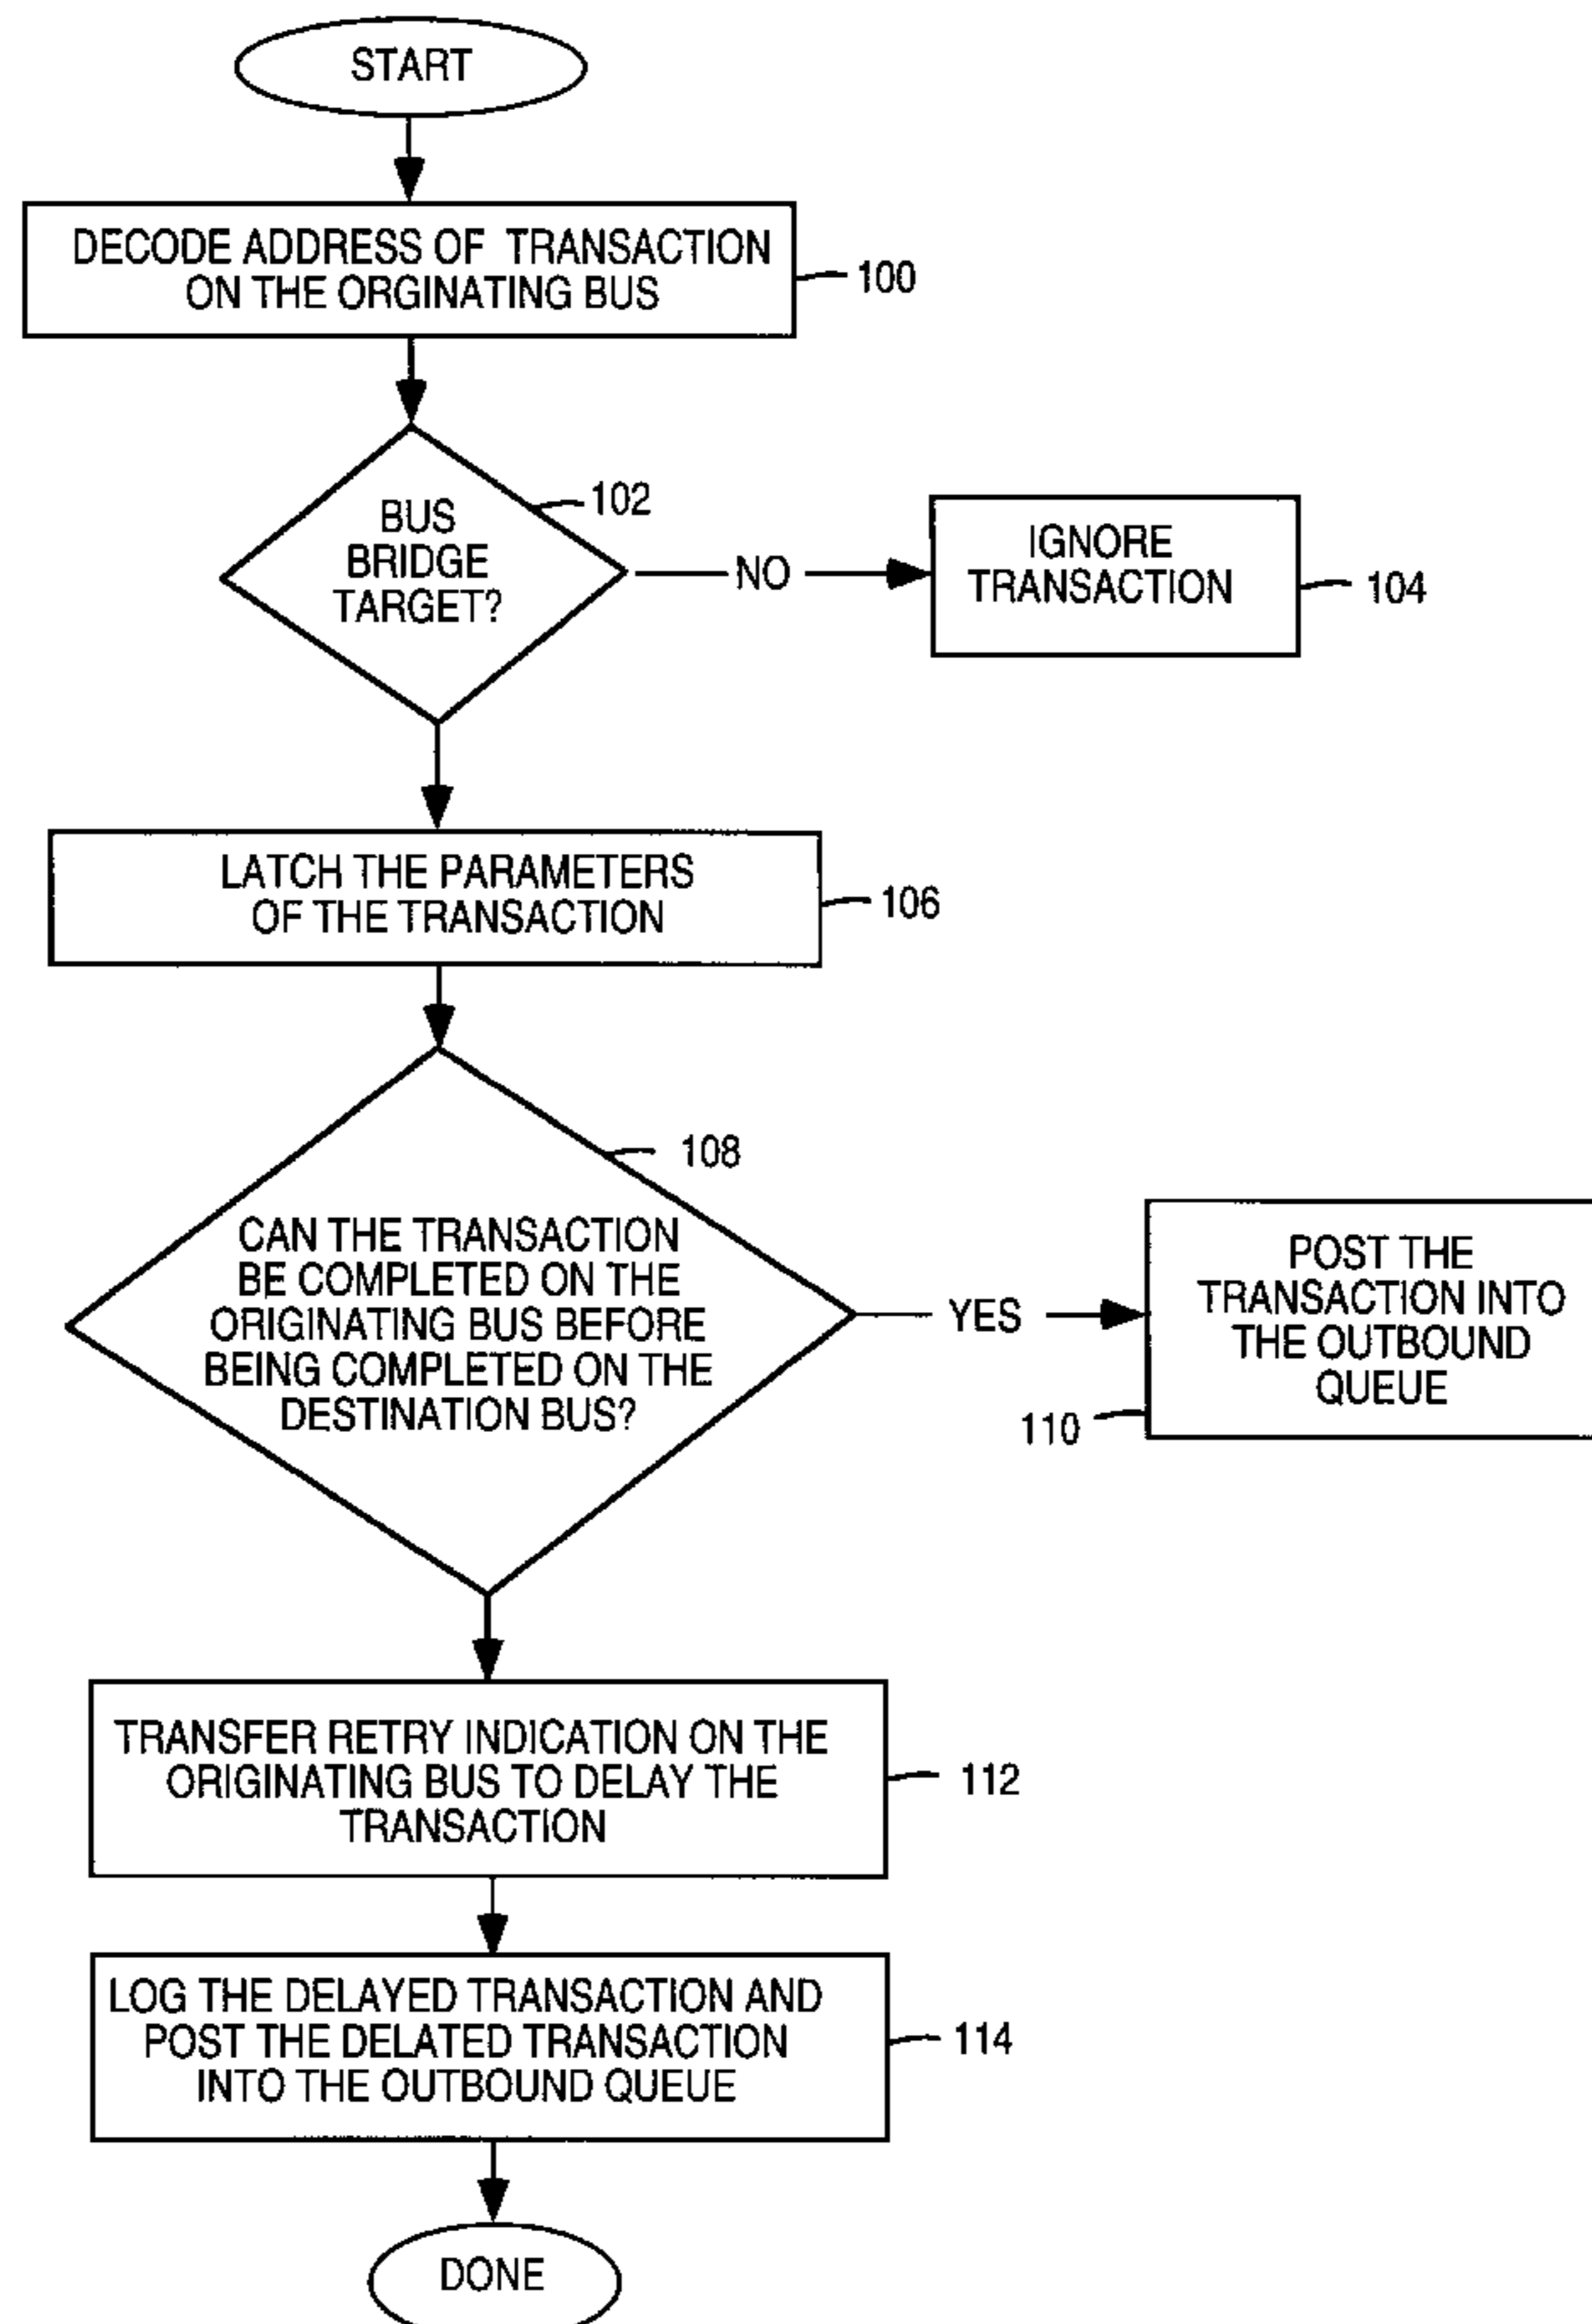 START
DECODE ADDRESS OF TRANSACTION
ON THE ORGINATING BUS
100
102
BUS
BRIDGE
TARGET?
NO
IGNORE
TRANSACTION
104
LATCH THE PARAMETERS
OF THE TRANSACTION
106
108
CAN THE TRANSACTION
BE COMPLETED ON THE
ORIGINATING BUS BEFORE
BEING COMPLETED ON THE
DESTINATION BUS?
YES
POST THE
TRANSACTION INTO
THE OUTBOUND
QUEUE
110
TRANSFER RETRY INDICATION ON THE
ORIGINATING BUS TO DELAY THE
TRANSACTION
112
LOG THE DELAYED TRANSACTION AND
POST THE DELATED TRANSACTION
INTO THE OUTBOUND QUEUE
114
DONE